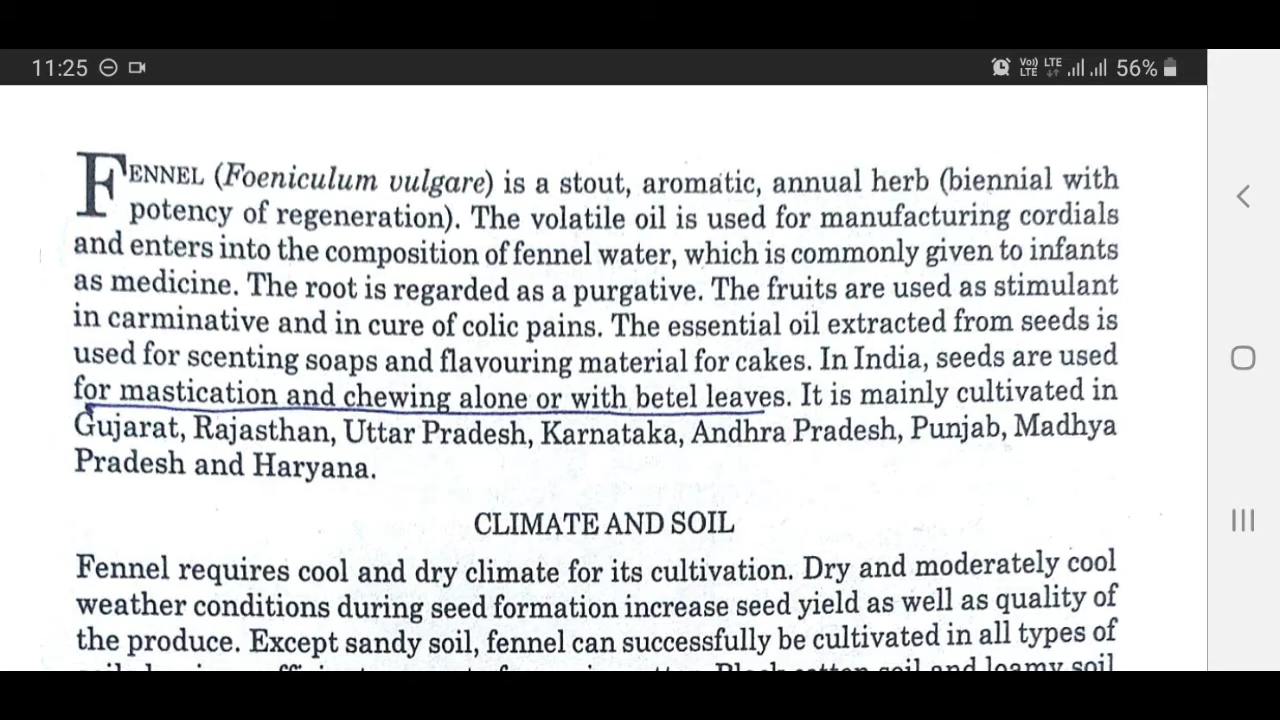 11:25
Vo)) LTE LTE 56%
FENNEL (Foeniculum vulgare) is a stout, aromatic, annual herb (biennial with
potency of regeneration). The volatile oil is used for manufacturing cordials
and enters into the composition of fennel water, which is commonly given to infants
as medicine. The root is regarded as a purgative. The fruits are used as stimulant
in carminative and in cure of colic pains. The essential oil extracted from seeds is
used for scenting soaps and flavouring material for cakes. In India, seeds are used
for mastication and chewing alone or with betel leaves. It is mainly cultivated in
Gujarat, Rajasthan, Uttar Pradesh, Karnataka, Andhra Pradesh, Punjab, Madhya
Pradesh and Haryana.
CLIMATE AND SOIL
Fennel requires cool and dry climate for its cultivation. Dry and moderately cool
weather conditions during seed formation increase seed yield as well as quality of
the produce. Except sandy soil, fennel can successfully be cultivated in all types of
soil and loamy soil